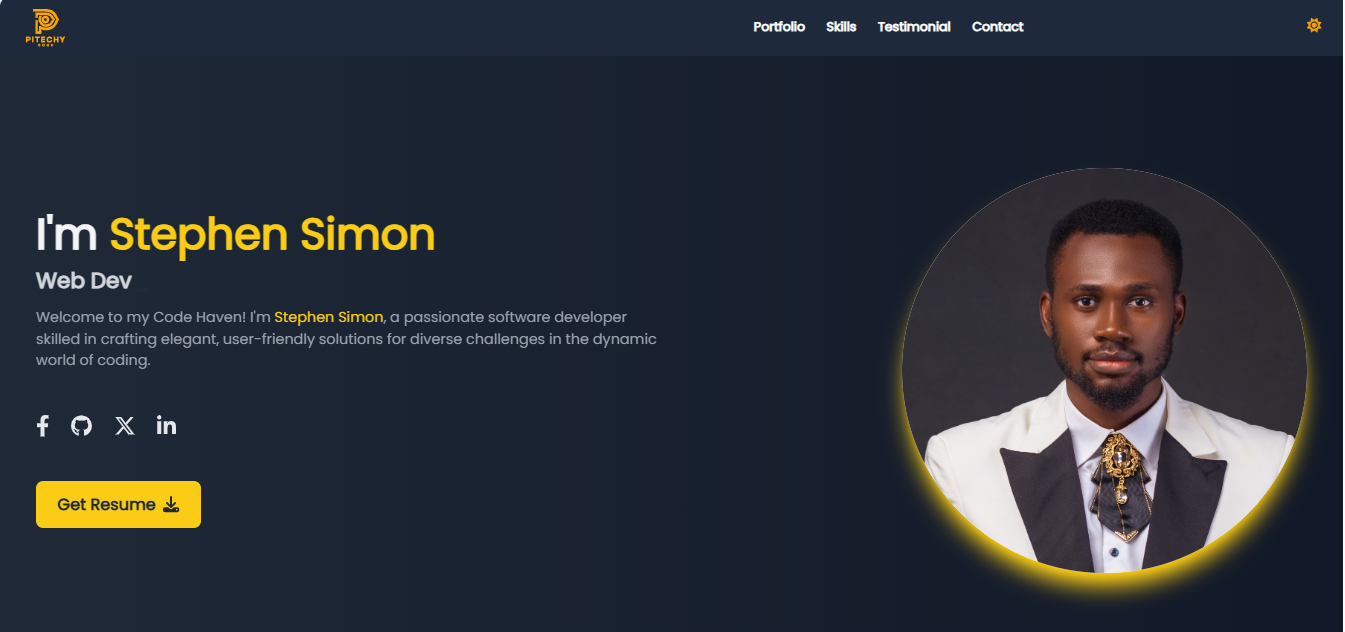 PITECHY
CODE
Portfolio Skills Testimonial Contact
I'm Stephen Simon
Web Dev
Welcome to my Code Haven! I'm Stephen Simon, a passionate software developer
skilled in crafting elegant, user-friendly solutions for diverse challenges in the dynamic
world of coding.
Get Resume